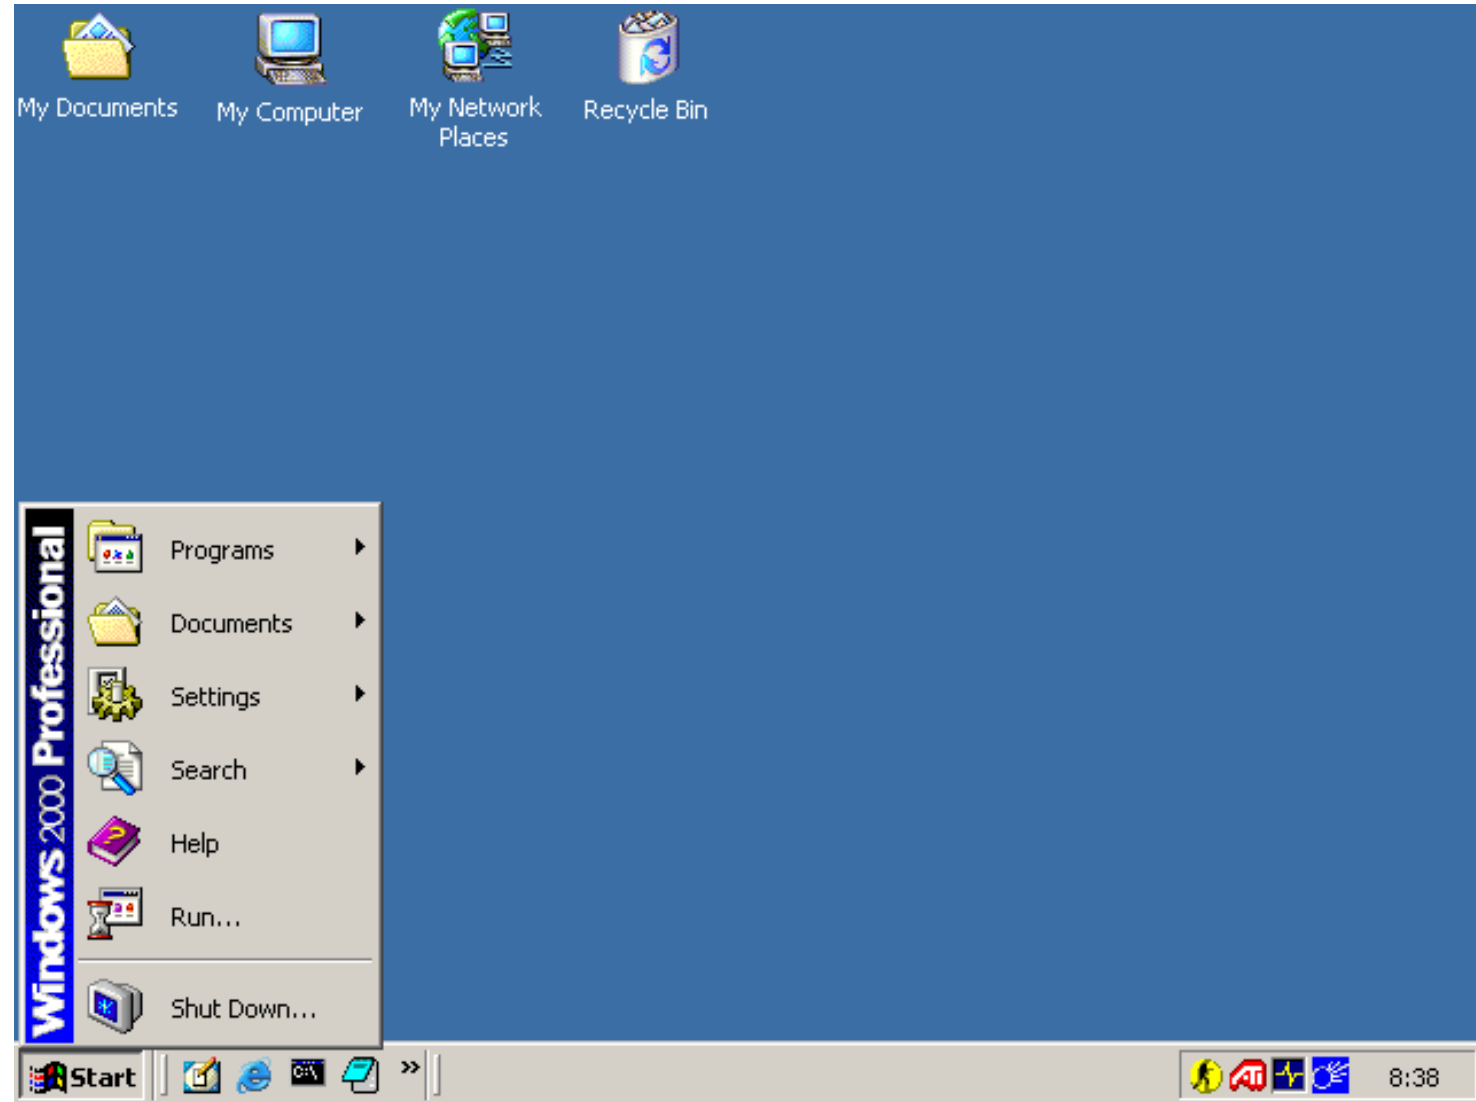 My Documents
My Computer
My Network
Places
Recycle Bin
Windows 2000 Professional
Programs
Documents
Settings
Search
Help
Run...
Shut Down...
Start
C:\
»
ATI
8:38